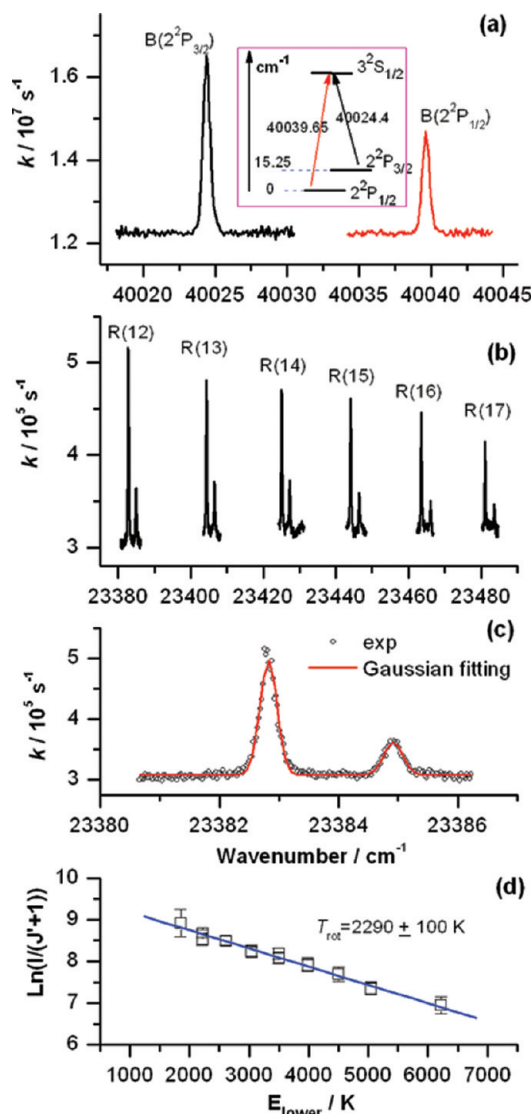 (a)
B(2²P₃/₂)
cm⁻¹
3²S₁/₂
40039.65
40024.4
B(2²P₁/₂)
15.25
2²P₃/₂
0
2²P₁/₂
k / 10⁷ s⁻¹
1.6
1.4
1.2
40020 40025 40030 40035 40040 40045
(b)
R(12)
R(13)
R(14)
R(15)
R(16)
R(17)
k / 10⁵ s⁻¹
5
4
3
23380 23400 23420 23440 23460 23480
(c)
exp
Gaussian fitting
k / 10⁵ s⁻¹
5
4
3
23380 23382 23384 23386
Wavenumber / cm⁻¹
(d)
T_rot=2290 ± 100 K
Ln(I/(J'+1))
10
9
8
7
6
1000 2000 3000 4000 5000 6000 7000
E_lower / K